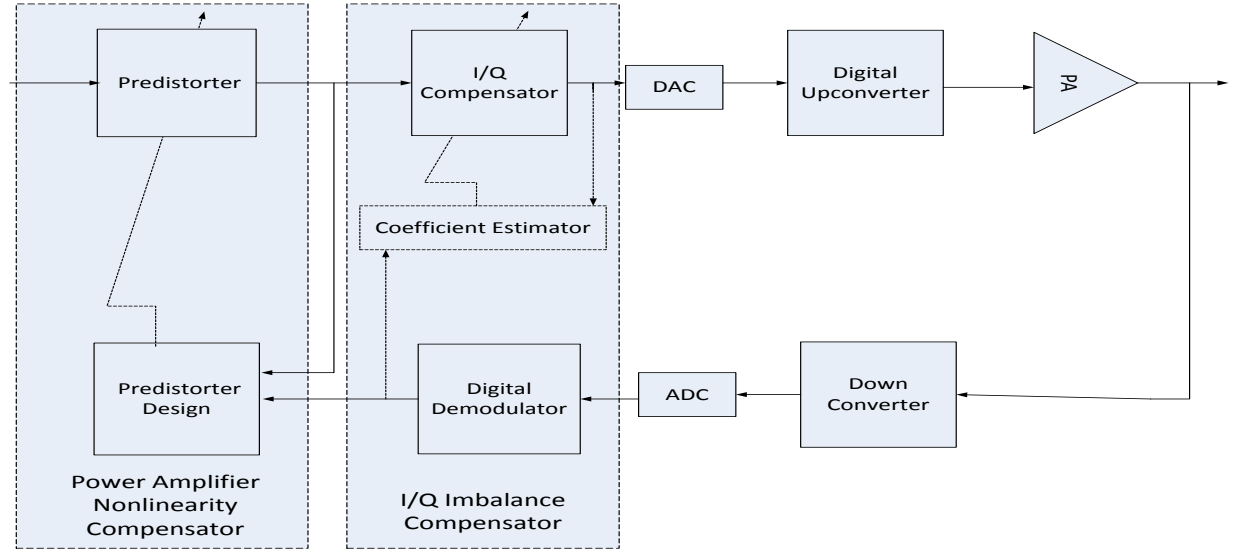 Predistorter
I/Q
Compensator
DAC
Digital
Upconverter
PA
Coefficient Estimator
Predistorter
Design
Digital
Demodulator
ADC
Down
Converter
Power Amplifier
Nonlinearity
Compensator
I/Q Imbalance
Compensator